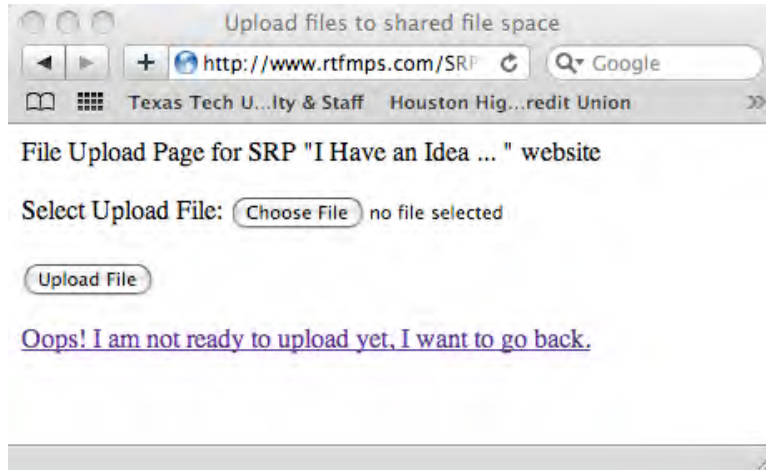 Upload files to shared file space
http://www.rtfmps.com/SRP Google
Texas Tech U...lty & Staff Houston Hig...redit Union
File Upload Page for SRP "I Have an Idea ... " website
Select Upload File: Choose File no file selected
Upload File
Oops! I am not ready to upload yet, I want to go back.